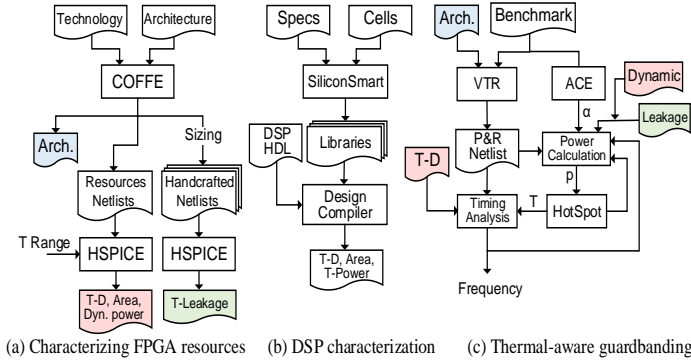 Technology
Architecture
COFFE
Arch.
Sizing
Resources
Netlists
Handcrafted
Netlists
T Range
HSPICE
HSPICE
T-D, Area,
Dyn. power
T-Leakage
(a) Characterizing FPGA resources
Specs
Cells
SiliconSmart
DSP
HDL
Libraries
Design
Compiler
T-D, Area,
T-Power
(b) DSP characterization
Arch.
Benchmark
VTR
ACE
Dynamic
α
Leakage
T-D
P&R
Netlist
Power
Calculation
p
Timing
Analysis
T
HotSpot
Frequency
(c) Thermal-aware guardbanding